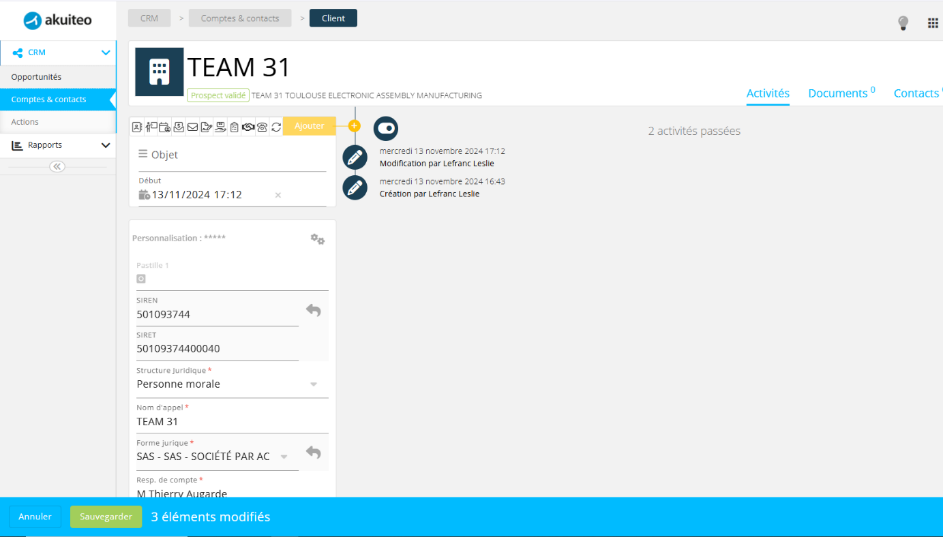 akuiteo
CRM > Comptes & contacts > Client
CRM
Opportunités
Comptes & contacts
Actions
Rapports
TEAM 31
Prospect validé TEAM 31 TOULOUSE ELECTRONIC ASSEMBLY MANUFACTURING
Activités Documents 0 Contacts
Ajouter
Objet
Début
13/11/2024 17:12
2 activités passées
mercredi 13 novembre 2024 17:12
Modification par Lefranc Leslie
mercredi 13 novembre 2024 16:43
Création par Lefranc Leslie
Personnalisation : *****
Pastille 1
SIREN
501093744
SIRET
50109374400040
Structure Juridique *
Personne morale
Nom d'appel *
TEAM 31
Forme jurique *
SAS - SAS - SOCIÉTÉ PAR AC
Resp. de compte *
M Thierry Augarde
Annuler Sauvegarder 3 éléments modifiés